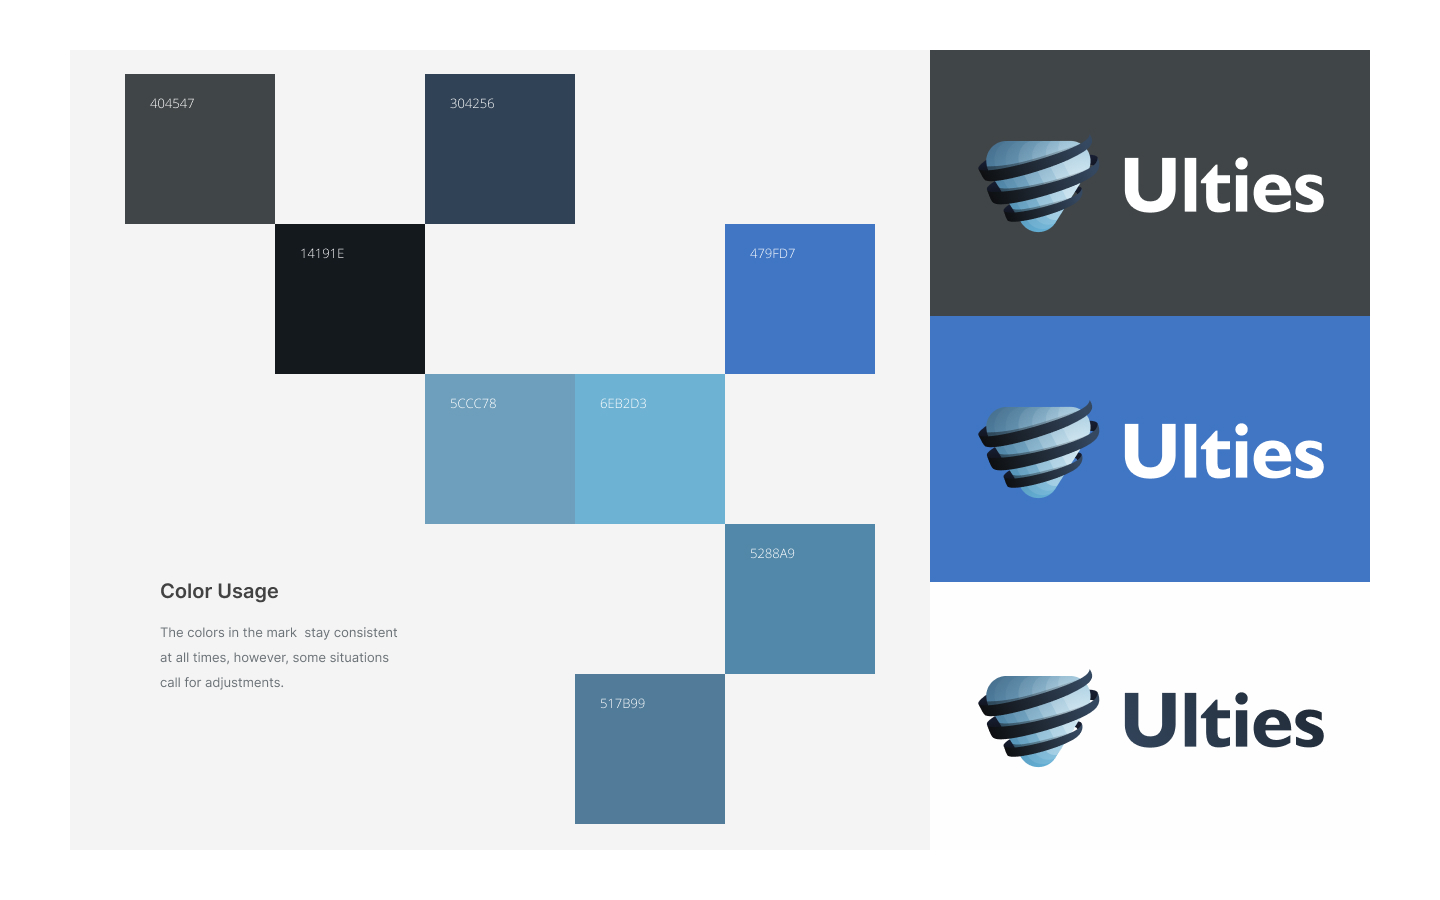 404547
304256
14191E
479FD7
5CCC78
6EB2D3
5288A9
517B99
Color Usage
The colors in the mark  stay consistent
at all times, however, some situations
call for adjustments.
Ulties
Ulties
Ulties